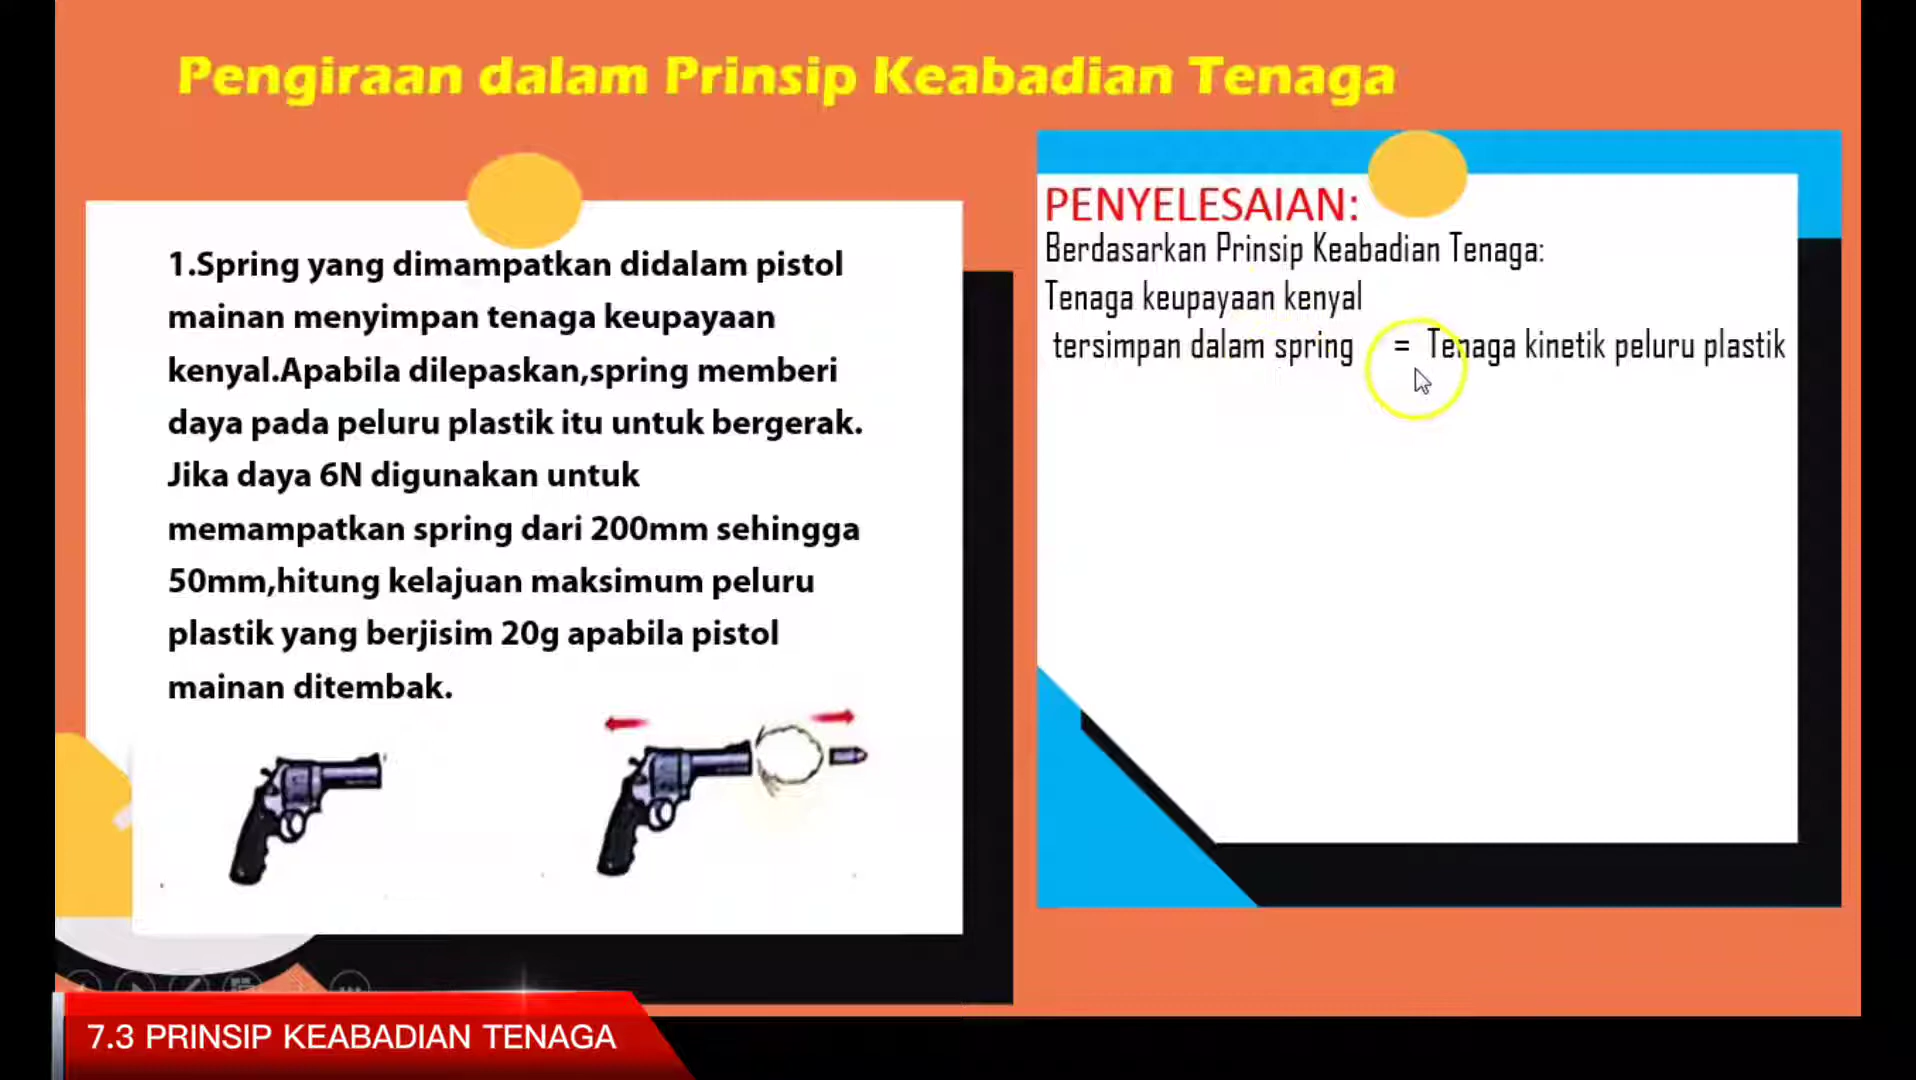 Pengiraan dalam Prinsip Keabadian Tenaga
1.Spring yang dimampatkan didalam pistol
mainan menyimpan tenaga keupayaan
kenyal.Apabila dilepaskan,spring memberi
daya pada peluru plastik itu untuk bergerak.
Jika daya 6N digunakan untuk
memampatkan spring dari 200mm sehingga
50mm,hitung kelajuan maksimum peluru
plastik yang berjisim 20g apabila pistol
mainan ditembak.
PENYELESAIAN:
Berdasarkan Prinsip Keabadian Tenaga:
Tenaga keupayaan kenyal
tersimpan dalam spring = Tenaga kinetik peluru plastik
7.3 PRINSIP KEABADIAN TENAGA